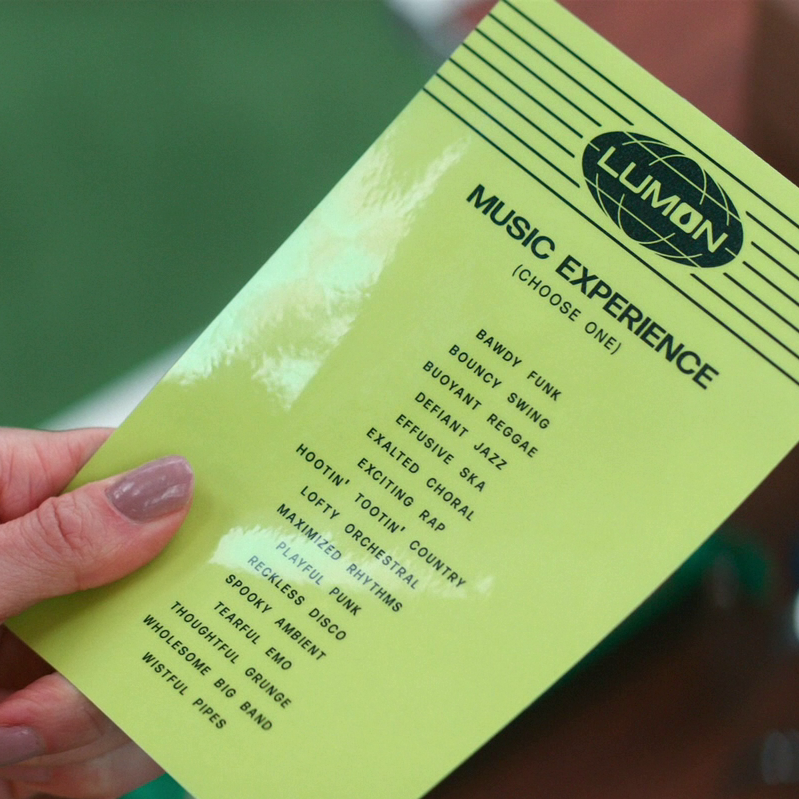 LUMON
MUSIC EXPERIENCE
(CHOOSE ONE)
BAWDY FUNK
BOUNCY SWING
BUOYANT REGGAE
DEFIANT JAZZ
EFFUSIVE SKA
EXALTED CHORAL
EXCITING RAP
HOOTIN' TOOTIN' COUNTRY
LOFTY ORCHESTRAL
MAXIMIZED RHYTHMS
PLAYFUL PUNK
RECKLESS DISCO
SPOOKY AMBIENT
TEARFUL EMO
THOUGHTFUL GRUNGE
WHOLESOME BIG BAND
WISTFUL PIPES